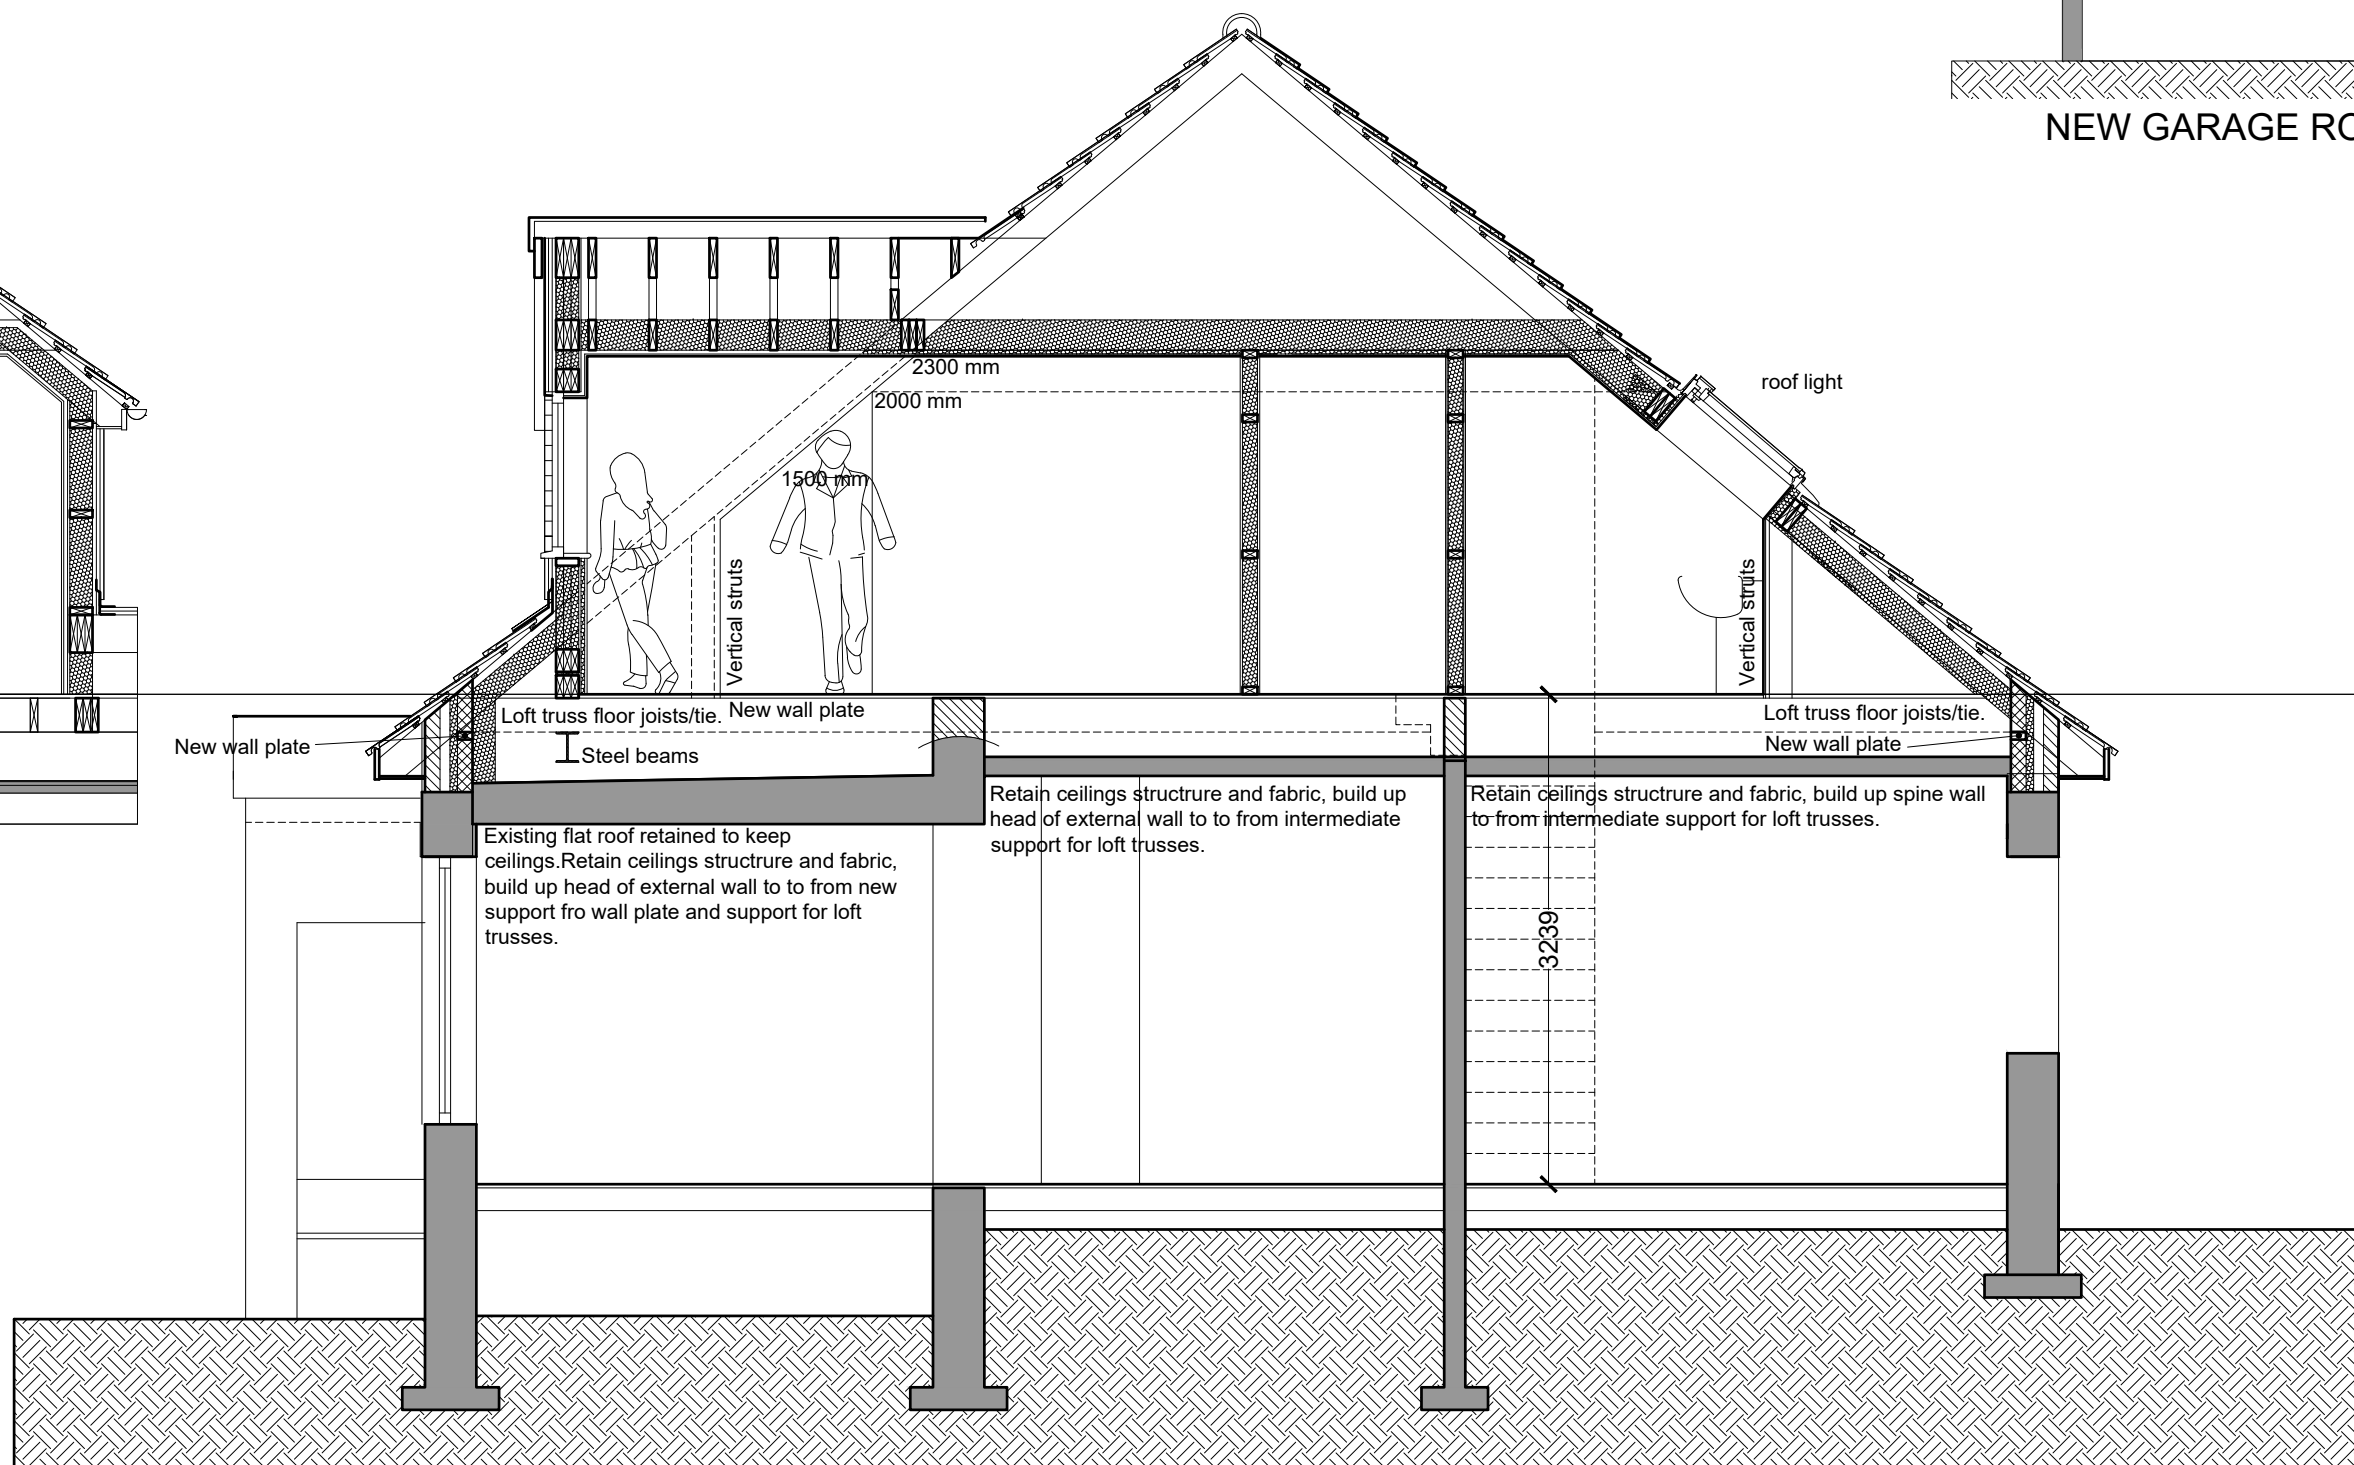 NEW GARAGE RO
roof light
2300 mm
2000 mm
1500 mm
Vertical struts
Vertical struts
Loft truss floor joists/tie.
New wall plate
Loft truss floor joists/tie.
New wall plate
Steel beams
New wall plate
Retain ceilings structrure and fabric, build up
head of external wall to to from intermediate
support for loft trusses.
Retain ceilings structrure and fabric, build up spine wall
to from intermediate support for loft trusses.
Existing flat roof retained to keep
ceilings.Retain ceilings structrure and fabric,
build up head of external wall to to from new
support fro wall plate and support for loft
trusses.
3239